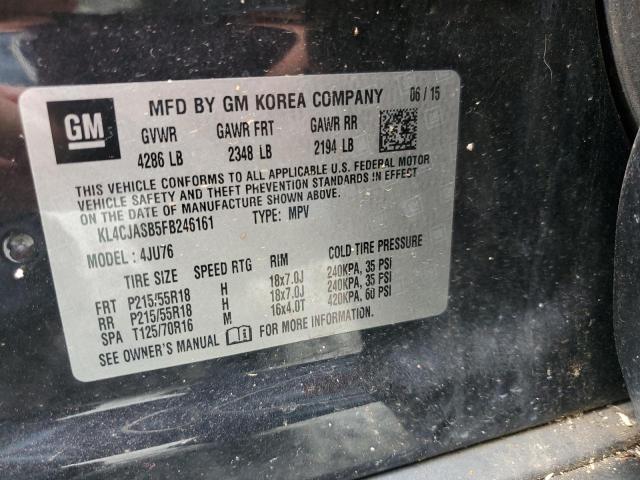 GM
MFD BY GM KOREA COMPANY 06 / 15
GVWR GAWR FRT GAWR RR
4286 LB 2348 LB 2194 LB
THIS VEHICLE CONFORMS TO ALL APPLICABLE U.S. FEDERAL MOTOR
VEHICLE SAFETY AND THEFT PREVENTION STANDARDS IN EFFECT
ON THE DATE OF MANUFACTURE SHOWN ABOVE.
KL4CJASB5FB246161 TYPE: MPV
MODEL : 4JU76
TIRE SIZE SPEED RTG RIM COLD TIRE PRESSURE
FRT P215/55R18 H 18x7.0J 240KPA, 35 PSI
RR P215/55R18 H 18x7.0J 240KPA, 35 PSI
SPA T125/70R16 M 16x4.0T 420KPA, 60 PSI
SEE OWNER'S MANUAL FOR MORE INFORMATION.